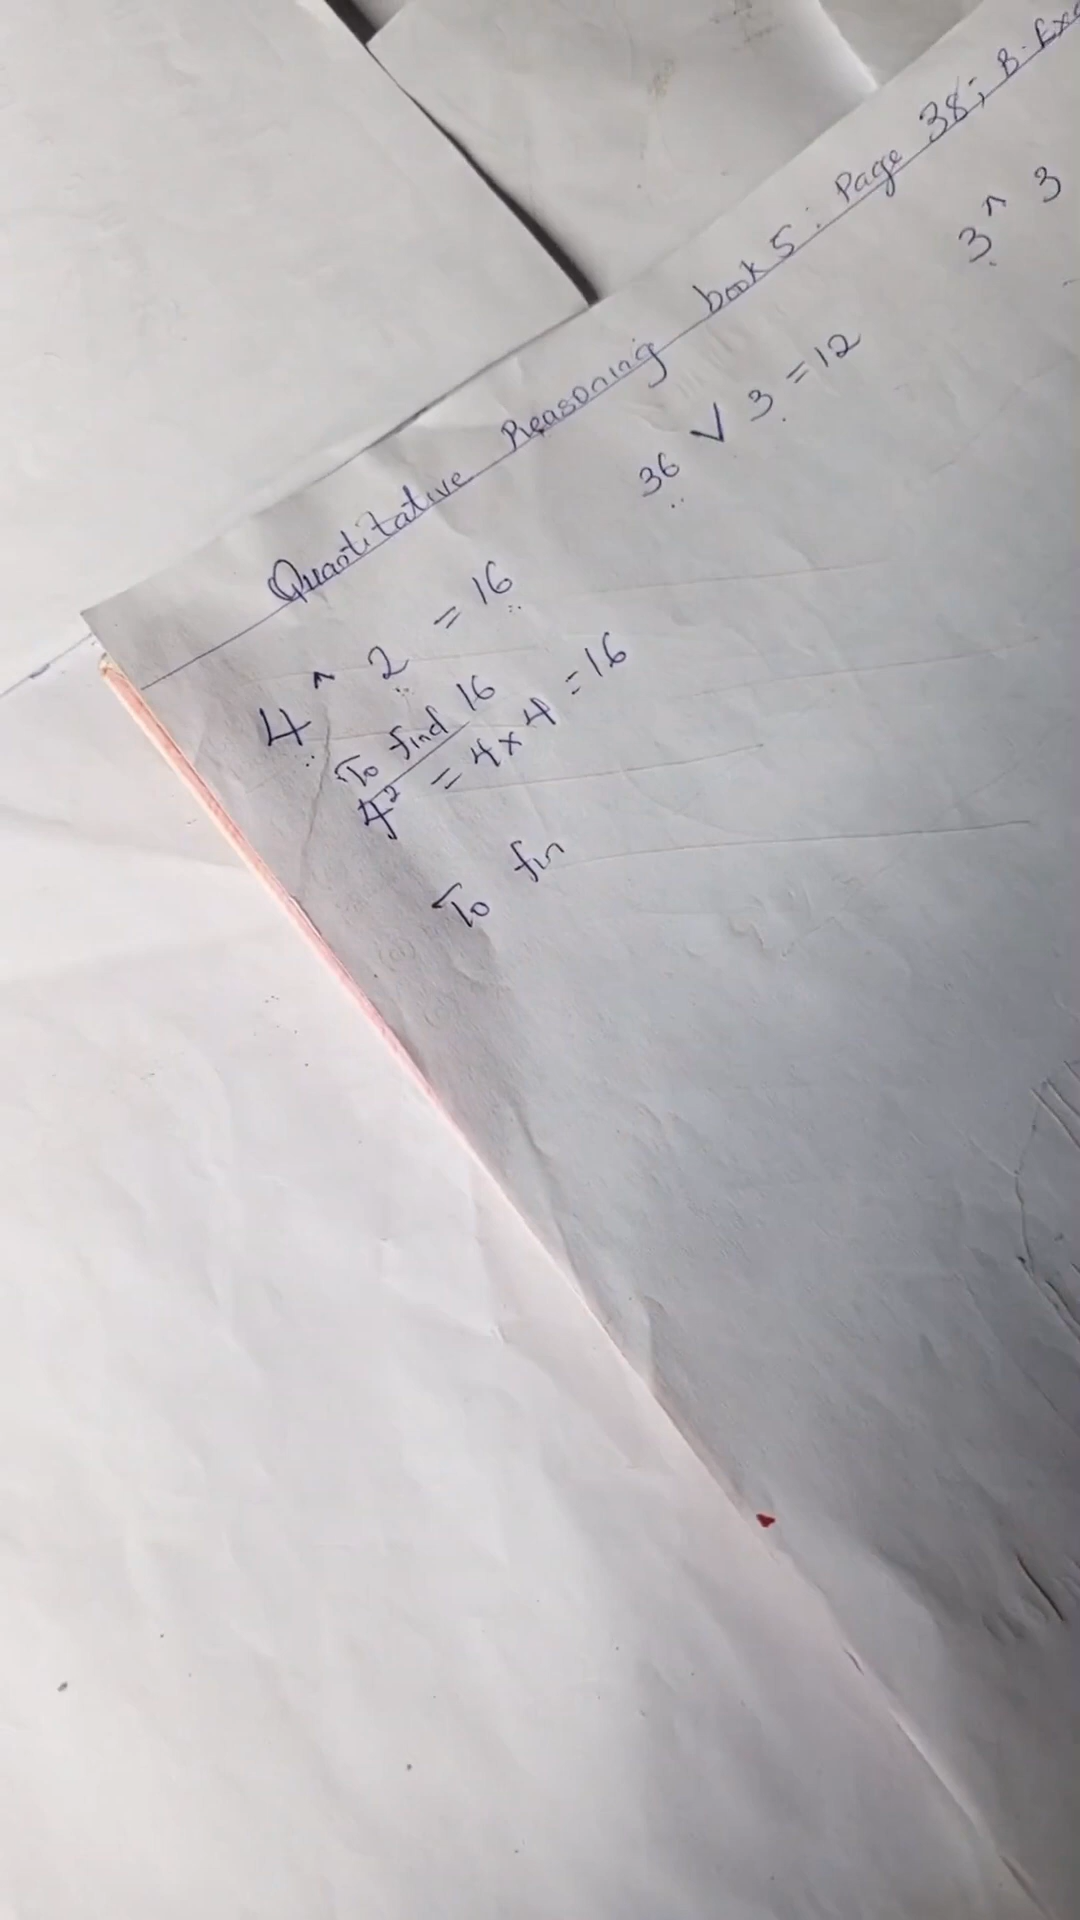 Quantitative Reasoning book 5: Page 38; B. Exa
4 ^ 2 = 16
36 V 3 = 12
3 ^ 3
To find 16
4² = 4 x 4 = 16
To fin